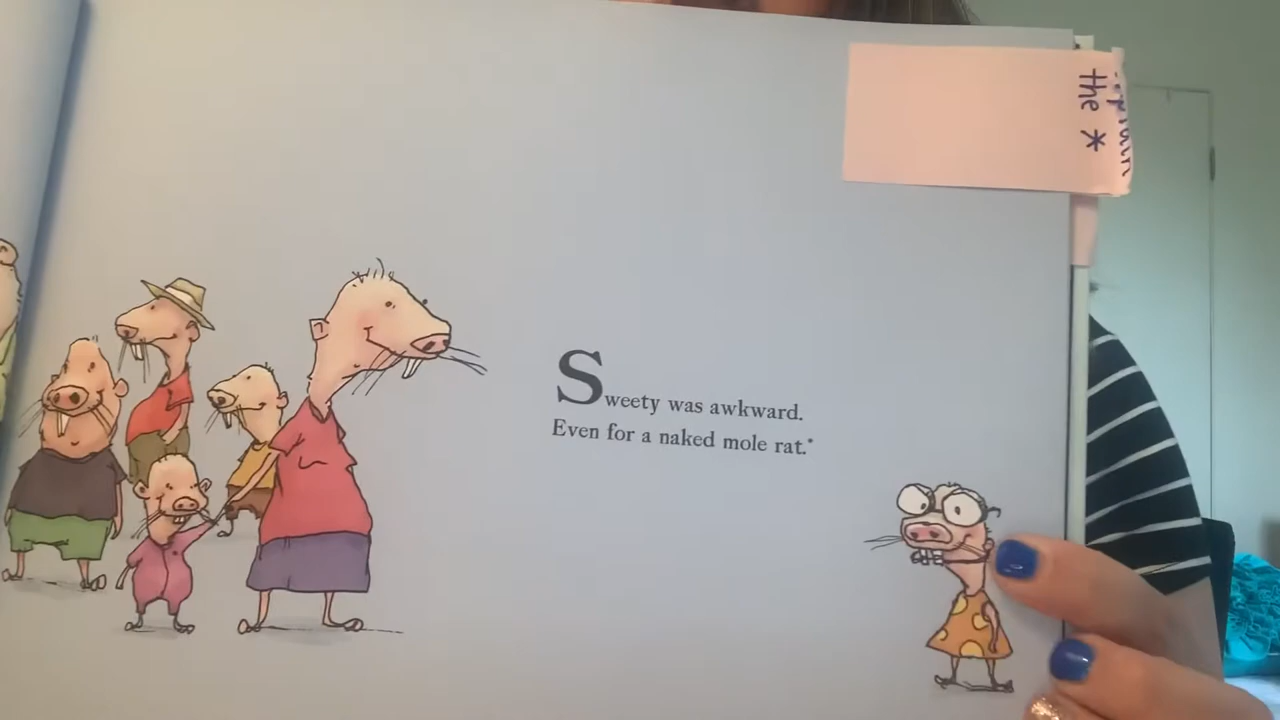 the *
Sweety was awkward.
Even for a naked mole rat.*